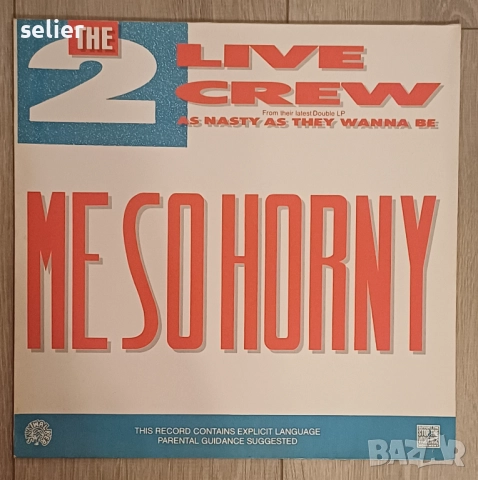 selier
THE
2
LIVE
CREW
From their latest Double LP
AS NASTY AS THEY WANNA BE
ME SO HORNY
THIS RECORD CONTAINS EXPLICIT LANGUAGE
PARENTAL GUIDANCE SUGGESTED
BAZAR